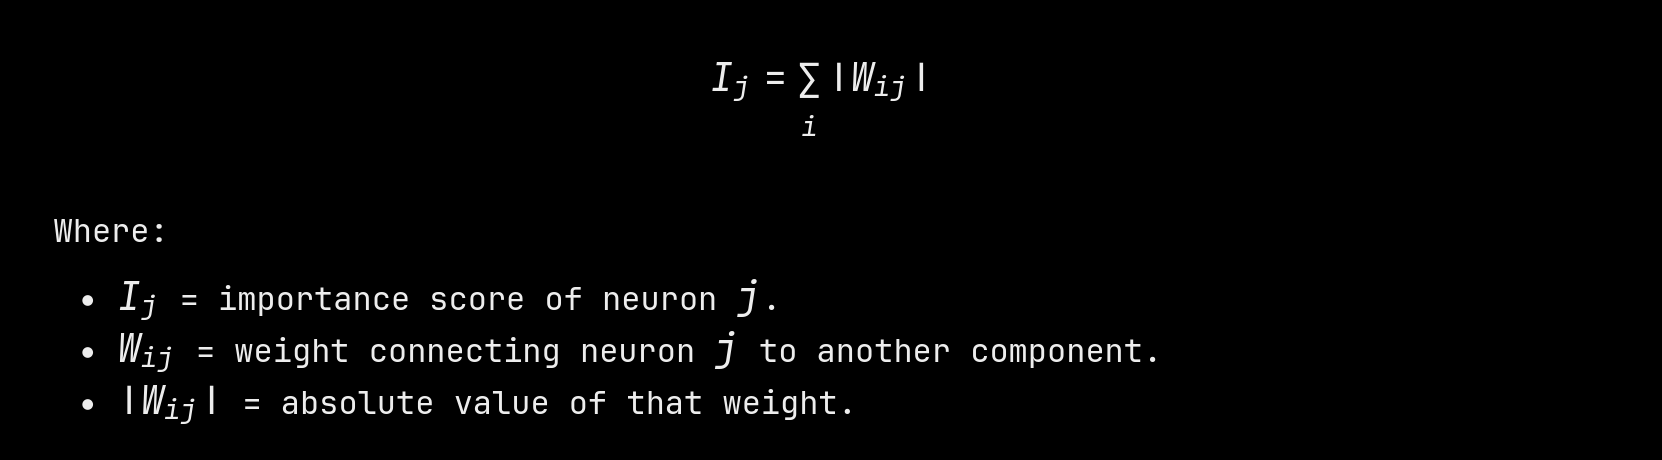 I_j = ∑_i |W_ij|
Where:
• I_j = importance score of neuron j.
• W_ij = weight connecting neuron j to another component.
• |W_ij| = absolute value of that weight.